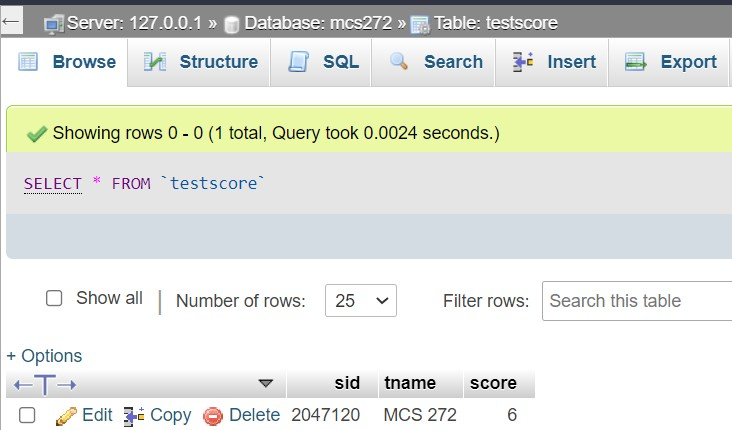 Server: 127.0.0.1 » Database: mcs272 » Table: testscore
Browse Structure SQL Search Insert Export
Showing rows 0 - 0 (1 total, Query took 0.0024 seconds.)
SELECT * FROM `testscore`
Show all | Number of rows: 25 Filter rows: Search this table
+ Options
←T→ sid tname score
Edit Copy Delete 2047120 MCS 272 6